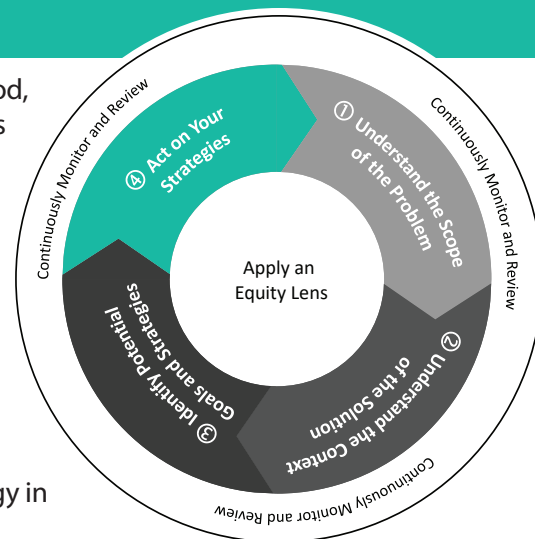 od,
s
gy in
Continuously Monitor and Review
Continuously Monitor and Review
Continuously Monitor and Review
① Understand the Scope
of the Problem
② Understand the Context
of the Solution
③ Identify Potential
Goals and Strategies
④ Act on Your
Strategies
Apply an
Equity Lens